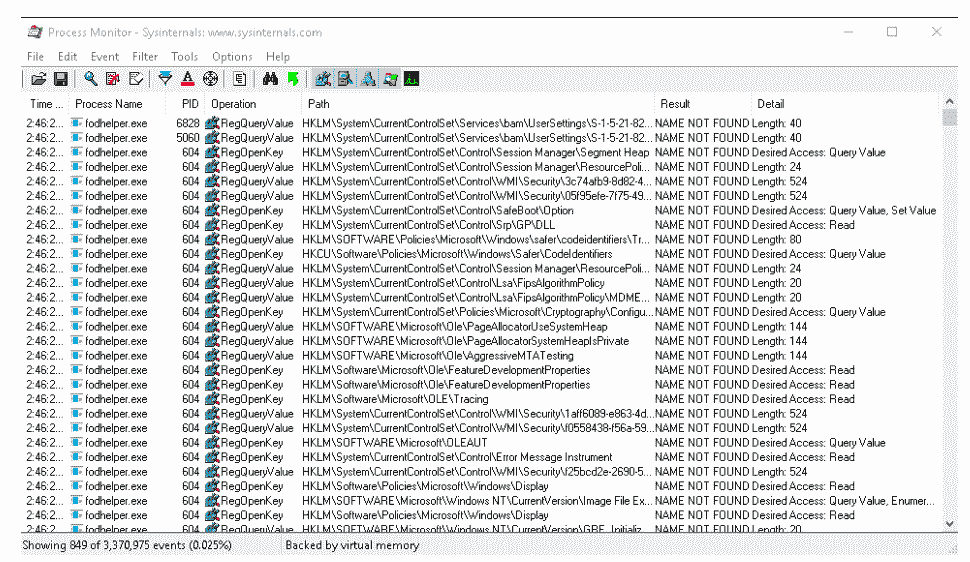 Process Monitor - Sysinternals: www.sysinternals.com
File Edit Event Filter Tools Options Help
Time ... Process Name PID Operation Path Result Detail
2:46:2... fodhelper.exe 6828 RegQueryValue HKLM\System\CurrentControlSet\Services\bam\UserSettings\S-1-5-21-82... NAME NOT FOUND Length: 40
2:46:2... fodhelper.exe 5060 RegQueryValue HKLM\System\CurrentControlSet\Services\bam\UserSettings\S-1-5-21-82... NAME NOT FOUND Length: 40
2:46:2... fodhelper.exe 604 RegOpenKey HKLM\System\CurrentControlSet\Control\Session Manager\Segment Heap NAME NOT FOUND Desired Access: Query Value
2:46:2... fodhelper.exe 604 RegQueryValue HKLM\System\CurrentControlSet\Control\Session Manager\ResourcePoli... NAME NOT FOUND Length: 24
2:46:2... fodhelper.exe 604 RegQueryValue HKLM\System\CurrentControlSet\Control\WMI\Security\3c74afb9-8d82-4... NAME NOT FOUND Length: 524
2:46:2... fodhelper.exe 604 RegQueryValue HKLM\System\CurrentControlSet\Control\WMI\Security\05f95efe-7f75-49... NAME NOT FOUND Length: 524
2:46:2... fodhelper.exe 604 RegOpenKey HKLM\System\CurrentControlSet\Control\SafeBoot\Option NAME NOT FOUND Desired Access: Query Value, Set Value
2:46:2... fodhelper.exe 604 RegOpenKey HKLM\System\CurrentControlSet\Control\Srp\GP\DLL NAME NOT FOUND Desired Access: Read
2:46:2... fodhelper.exe 604 RegQueryValue HKLM\SOFTWARE\Policies\Microsoft\Windows\safer\codeidentifiers\Tr... NAME NOT FOUND Length: 80
2:46:2... fodhelper.exe 604 RegOpenKey HKCU\Software\Policies\Microsoft\Windows\Safer\CodeIdentifiers NAME NOT FOUND Desired Access: Query Value
2:46:2... fodhelper.exe 604 RegQueryValue HKLM\System\CurrentControlSet\Control\Session Manager\ResourcePoli... NAME NOT FOUND Length: 24
2:46:2... fodhelper.exe 604 RegQueryValue HKLM\System\CurrentControlSet\Control\Lsa\FipsAlgorithmPolicy NAME NOT FOUND Length: 20
2:46:2... fodhelper.exe 604 RegQueryValue HKLM\System\CurrentControlSet\Control\Lsa\FipsAlgorithmPolicy\MDME... NAME NOT FOUND Length: 20
2:46:2... fodhelper.exe 604 RegOpenKey HKLM\System\CurrentControlSet\Policies\Microsoft\Cryptography\Configu... NAME NOT FOUND Desired Access: Query Value
2:46:2... fodhelper.exe 604 RegQueryValue HKLM\SOFTWARE\Microsoft\Ole\PageAllocatorUseSystemHeap NAME NOT FOUND Length: 144
2:46:2... fodhelper.exe 604 RegQueryValue HKLM\SOFTWARE\Microsoft\Ole\PageAllocatorSystemHeapIsPrivate NAME NOT FOUND Length: 144
2:46:2... fodhelper.exe 604 RegQueryValue HKLM\SOFTWARE\Microsoft\Ole\AggressiveMTATesting NAME NOT FOUND Length: 144
2:46:2... fodhelper.exe 604 RegOpenKey HKLM\Software\Microsoft\Ole\FeatureDevelopmentProperties NAME NOT FOUND Desired Access: Read
2:46:2... fodhelper.exe 604 RegOpenKey HKLM\Software\Microsoft\Ole\FeatureDevelopmentProperties NAME NOT FOUND Desired Access: Read
2:46:2... fodhelper.exe 604 RegOpenKey HKLM\Software\Microsoft\OLE\Tracing NAME NOT FOUND Desired Access: Read
2:46:2... fodhelper.exe 604 RegQueryValue HKLM\System\CurrentControlSet\Control\WMI\Security\1aff6089-e863-4d... NAME NOT FOUND Length: 524
2:46:2... fodhelper.exe 604 RegQueryValue HKLM\System\CurrentControlSet\Control\WMI\Security\f0558438-f56a-59... NAME NOT FOUND Length: 524
2:46:2... fodhelper.exe 604 RegOpenKey HKLM\SOFTWARE\Microsoft\OLEAUT NAME NOT FOUND Desired Access: Query Value
2:46:2... fodhelper.exe 604 RegOpenKey HKLM\System\CurrentControlSet\Control\Error Message Instrument NAME NOT FOUND Desired Access: Read
2:46:2... fodhelper.exe 604 RegQueryValue HKLM\System\CurrentControlSet\Control\WMI\Security\f25bcd2e-2690-5... NAME NOT FOUND Length: 524
2:46:2... fodhelper.exe 604 RegOpenKey HKLM\Software\Policies\Microsoft\Windows\Display NAME NOT FOUND Desired Access: Read
2:46:2... fodhelper.exe 604 RegOpenKey HKLM\SOFTWARE\Microsoft\Windows NT\CurrentVersion\Image File Ex... NAME NOT FOUND Desired Access: Query Value, Enumer...
2:46:2... fodhelper.exe 604 RegOpenKey HKLM\Software\Policies\Microsoft\Windows\Display NAME NOT FOUND Desired Access: Read
2:46:2... fodhelper.exe 604 RegQueryValue HKLM\SOFTWARE\Microsoft\Windows NT\CurrentVersion\GRE_Initializ... NAME NOT FOUND Length: 20
Showing 849 of 3,370,975 events (0.025%) Backed by virtual memory